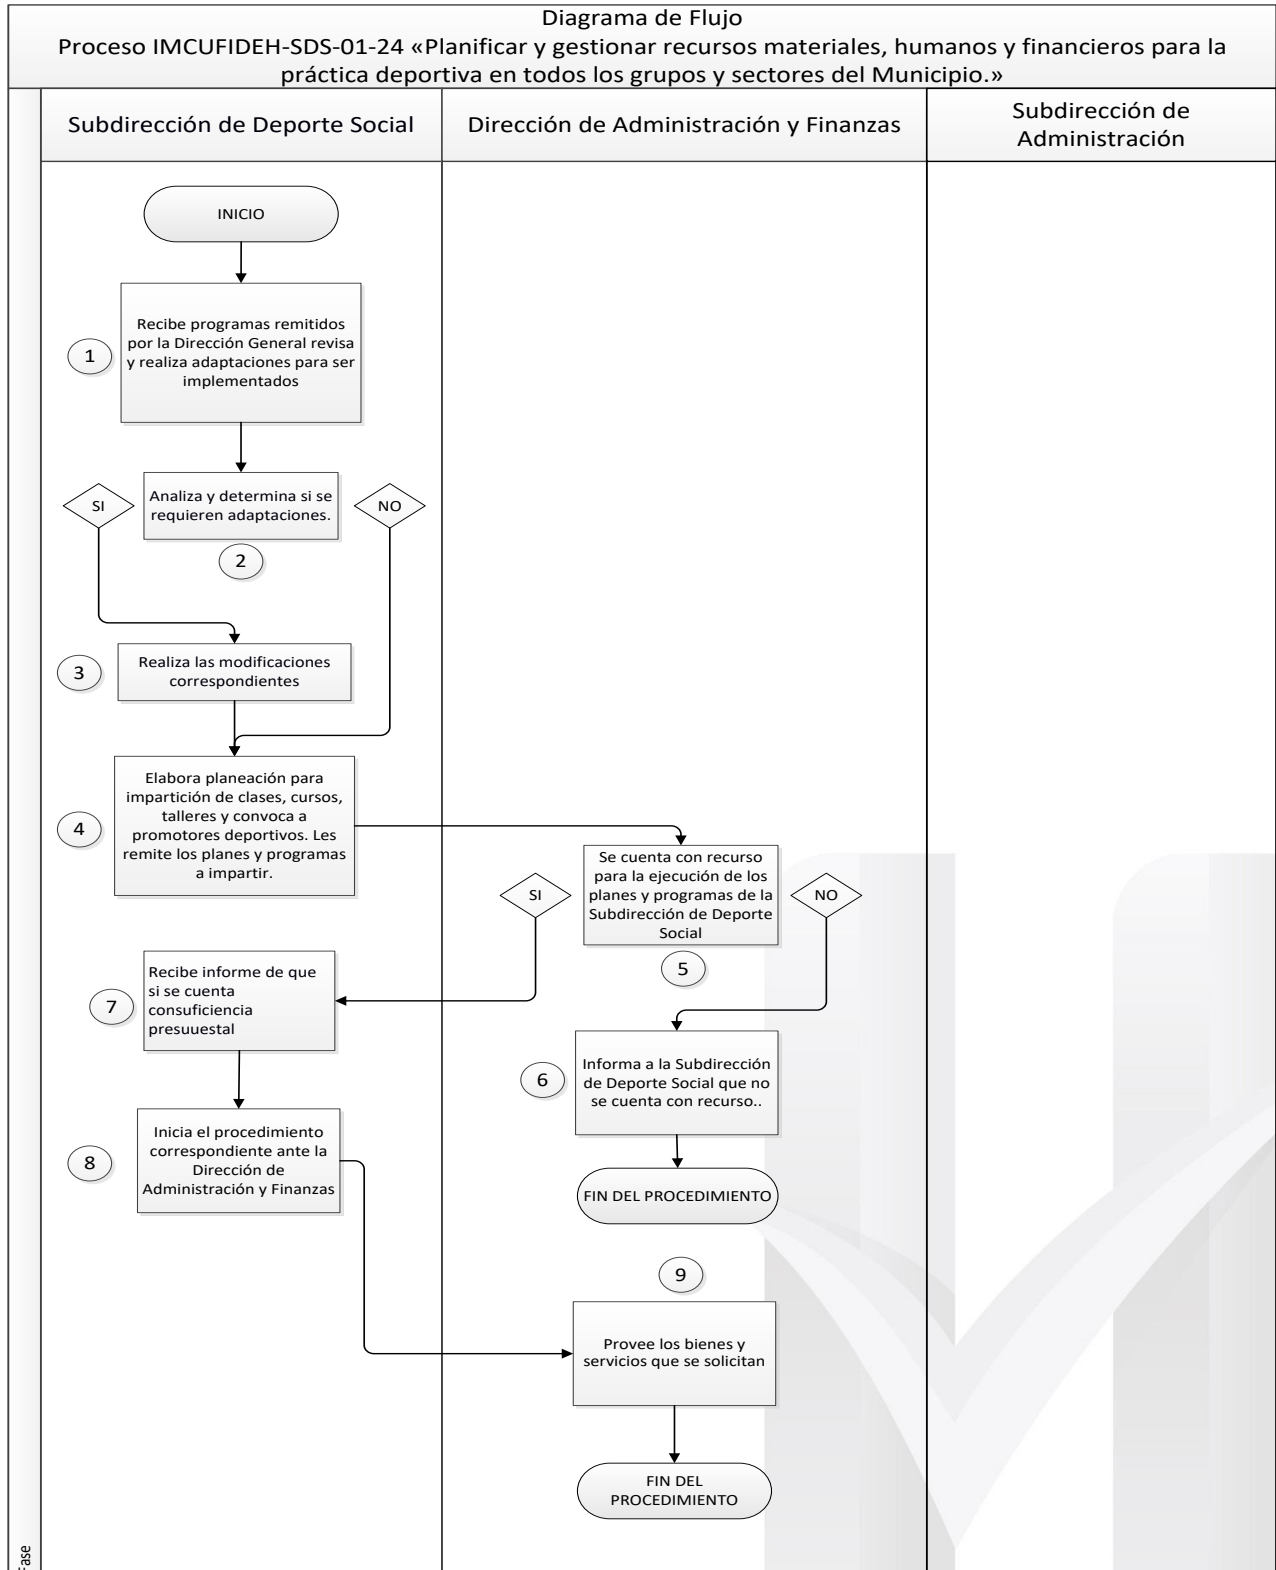 Diagrama de Flujo
Proceso IMCUFIDEH-SDS-01-24 «Planificar y gestionar recursos materiales, humanos y financieros para la
práctica deportiva en todos los grupos y sectores del Municipio.»
Subdirección de Deporte Social
Dirección de Administración y Finanzas
Subdirección de
Administración
INICIO
1
Recibe programas remitidos
por la Dirección General revisa
y realiza adaptaciones para ser
implementados
SI
Analiza y determina si se
requieren adaptaciones.
NO
2
3
Realiza las modificaciones
correspondientes
4
Elabora planeación para
impartición de clases, cursos,
talleres y convoca a
promotores deportivos. Les
remite los planes y programas
a impartir.
SI
Se cuenta con recurso
para la ejecución de los
planes y programas de la
Subdirección de Deporte
Social
NO
5
7
Recibe informe de que
si se cuenta
consuficiencia
presuuestal
6
Informa a la Subdirección
de Deporte Social que no
se cuenta con recurso..
8
Inicia el procedimiento
correspondiente ante la
Dirección de
Administración y Finanzas
FIN DEL PROCEDIMIENTO
9
Provee los bienes y
servicios que se solicitan
FIN DEL
PROCEDIMIENTO
Fase